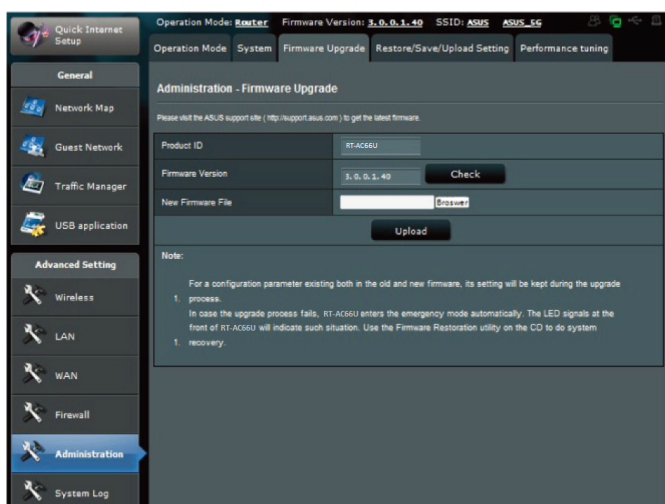 Quick Internet
Setup
Operation Mode: Router Firmware Version: 3.0.0.1.40 SSID: ASUS ASUS_5G
Operation Mode System Firmware Upgrade Restore/Save/Upload Setting Performance tuning
General
Network Map
Guest Network
Traffic Manager
USB application
Advanced Setting
Wireless
LAN
WAN
Firewall
Administration
System Log
Administration - Firmware Upgrade
Please visit the ASUS support site ( http://support.asus.com ) to get the latest firmware.
Product ID RT-AC66U
Firmware Version 3.0.0.1.40 Check
New Firmware File Broswer
Upload
Note:
For a configuration parameter existing both in the old and new firmware, its setting will be kept during the upgrade
1. process.
In case the upgrade process fails, RT-AC66U enters the emergency mode automatically. The LED signals at the
front of RT-AC66U will indicate such situation. Use the Firmware Restoration utility on the CD to do system
1. recovery.